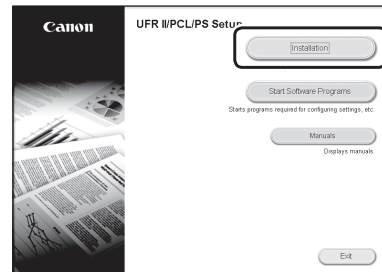 Canon
UFR II/PCL/PS Setup
Installation
Start Software Programs
Starts programs required for configuring settings, etc.
Manuals
Displays manuals.
Exit